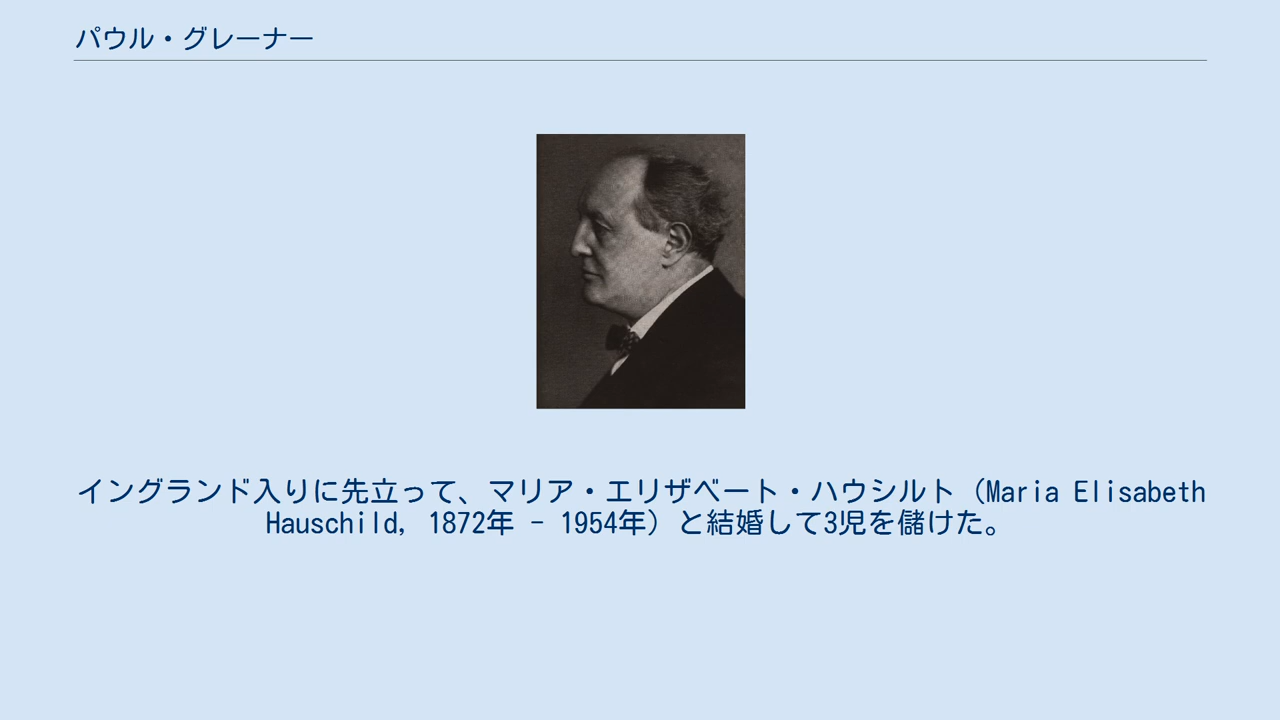 パウル・グレーナー
イングランド入りに先立って、マリア・エリザベート・ハウシルト（Maria Elisabeth
Hauschild, 1872年 - 1954年）と結婚して3児を儲けた。